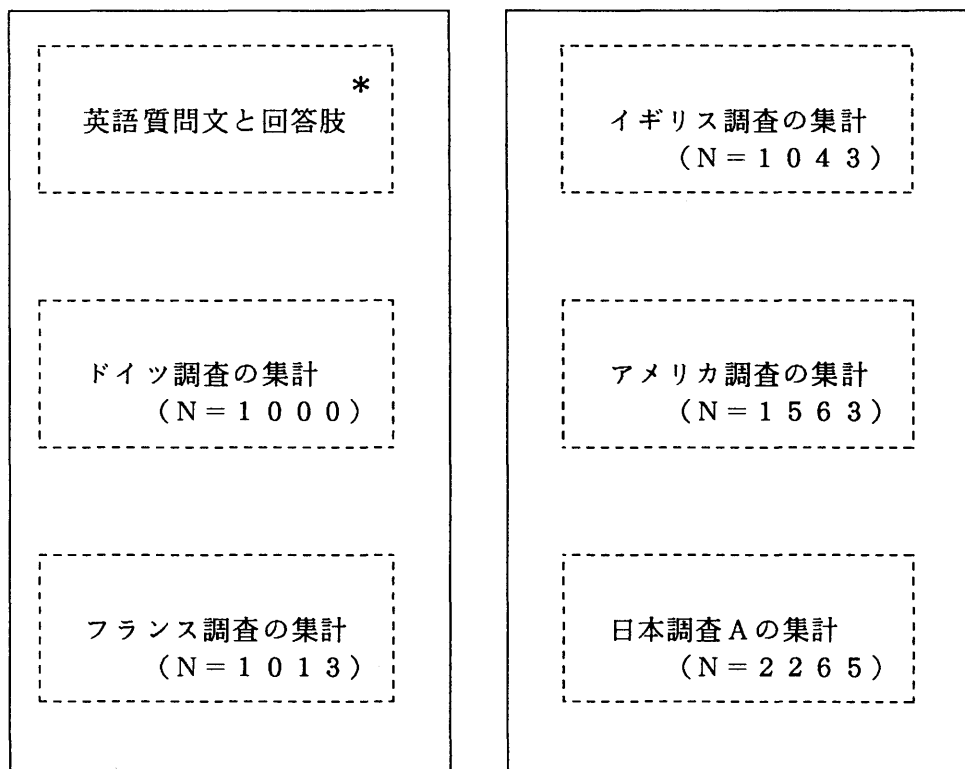 *
英語質問文と回答肢
ドイツ調査の集計
(N=1000)
フランス調査の集計
(N=1013)
イギリス調査の集計
(N=1043)
アメリカ調査の集計
(N=1563)
日本調査Aの集計
(N=2265)